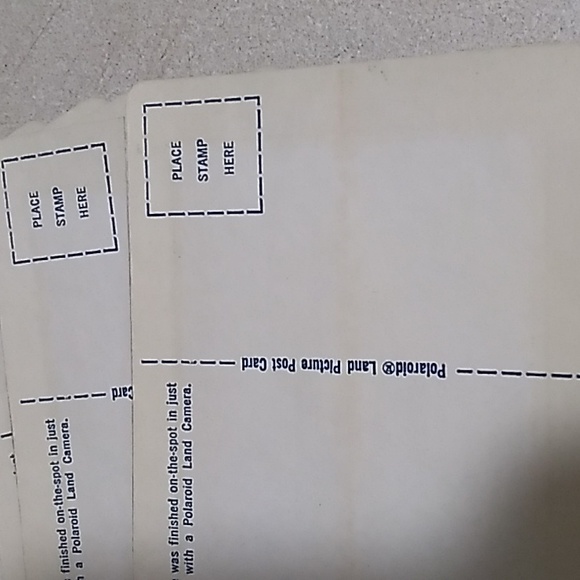 PLACE
STAMP
HERE
PLACE
STAMP
HERE
Polaroid® Land Picture Post Card
Card
was finished on-the-spot in just
with a Polaroid Land Camera.
finished on-the-spot in just
a Polaroid Land Camera.